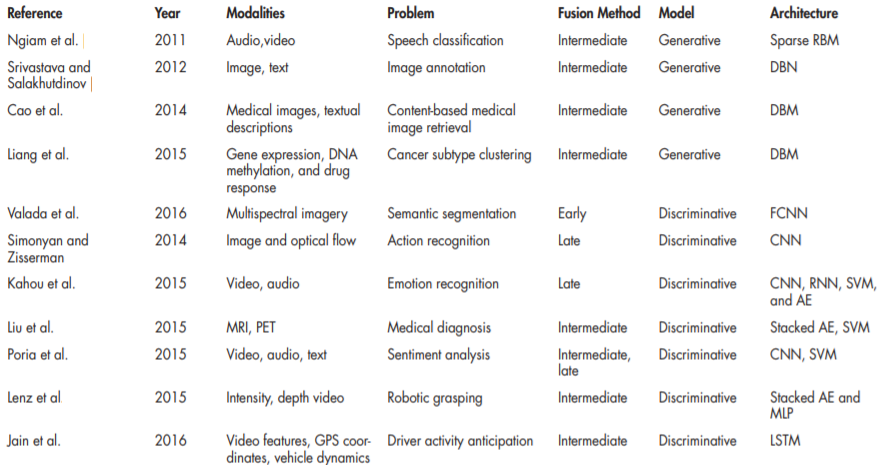 Reference Year Modalities Problem Fusion Method Model Architecture
Ngiam et al. 2011 Audio,video Speech classification Intermediate Generative Sparse RBM
Srivastava and 2012 Image, text Image annotation Intermediate Generative DBN
Salakhutdinov
Cao et al. 2014 Medical images, textual Content-based medical Intermediate Generative DBM
descriptions image retrieval
Liang et al. 2015 Gene expression, DNA Cancer subtype clustering Intermediate Generative DBM
methylation, and drug
response
Valada et al. 2016 Multispectral imagery Semantic segmentation Early Discriminative FCNN
Simonyan and 2014 Image and optical flow Action recognition Late Discriminative CNN
Zisserman
Kahou et al. 2015 Video, audio Emotion recognition Late Discriminative CNN, RNN, SVM,
and AE
Liu et al. 2015 MRI, PET Medical diagnosis Intermediate Discriminative Stacked AE, SVM
Poria et al. 2015 Video, audio, text Sentiment analysis Intermediate, Discriminative CNN, SVM
late
Lenz et al 2015 Intensity, depth video Robotic grasping Intermediate Discriminative Stacked AE and
MLP
Jain et al. 2016 Video features, GPS coor- Driver activity anticipation Intermediate Discriminative LSTM
dinates, vehicle dynamics